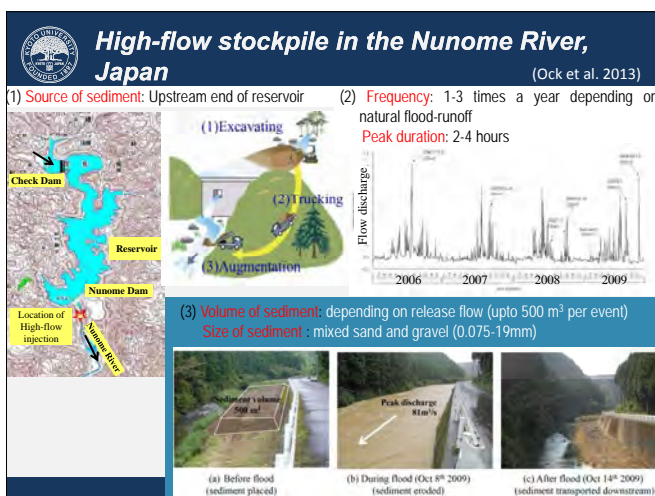 KYOTO UNIVERSITY
FOUNDED 1897
High-flow stockpile in the Nunome River,
Japan
(Ock et al. 2013)
(1) Source of sediment: Upstream end of reservoir
(2) Frequency: 1-3 times a year depending on
natural flood-runoff
Peak duration: 2-4 hours
Check Dam
Reservoir
Nunome Dam
Location of
High-flow
injection
Nunome River
(1)Excavating
(2)Trucking
(3)Augmentation
Flow discharge
2006 2007 2008 2009
(3) Volume of sediment: depending on release flow (upto 500 m³ per event)
Size of sediment : mixed sand and gravel (0.075-19mm)
Sediment volume
500 m³
Peak discharge
81m³/s
(a) Before flood
(sediment placed)
(b) During flood (Oct 8th 2009)
(sediment eroded)
(c) After flood (Oct 14th 2009)
(sediment transported downstream)